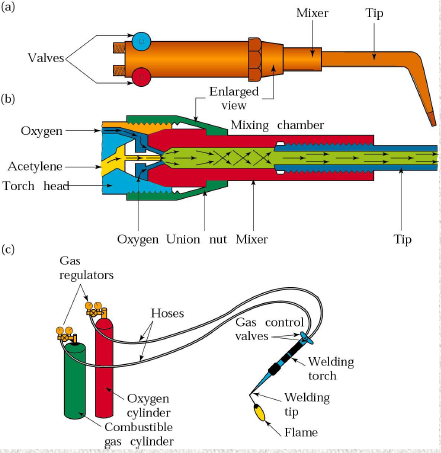 (a)
Mixer
Tip
Valves
Enlarged
view
(b)
Mixing chamber
Oxygen
Acetylene
Torch head
Oxygen
Union nut
Mixer
Tip
(c)
Gas
regulators
Hoses
Gas control
valves
Welding
torch
Welding
tip
Flame
Oxygen
cylinder
Combustible
gas cylinder